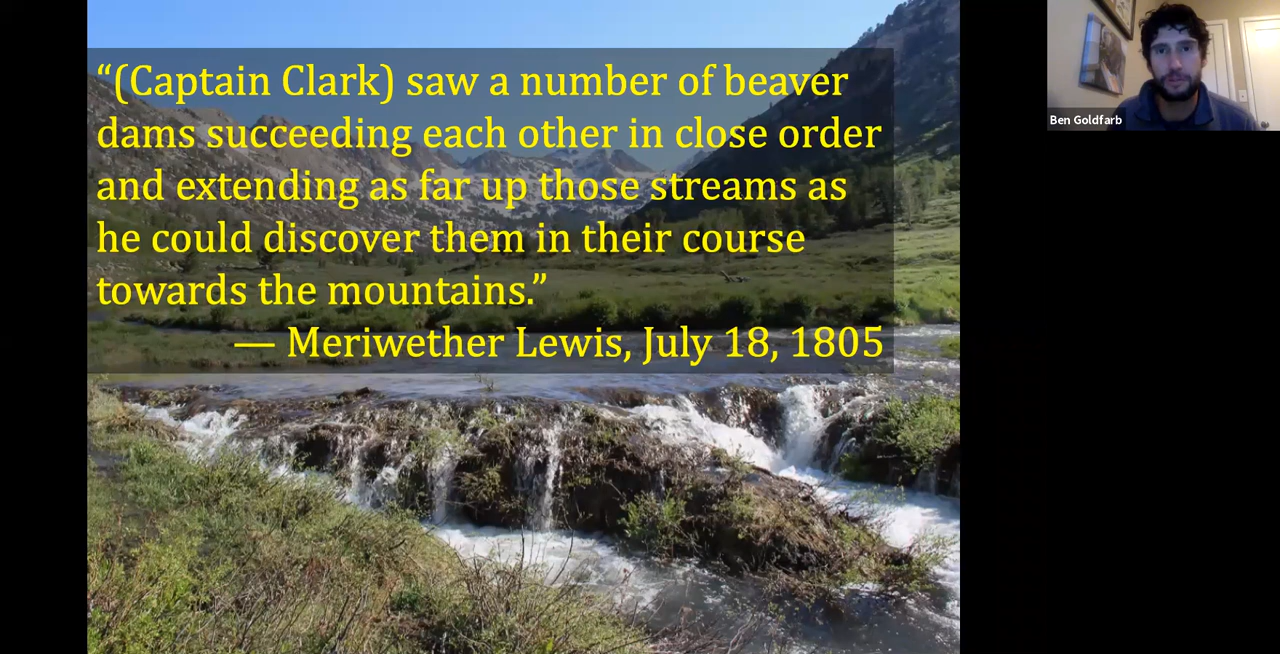 “(Captain Clark) saw a number of beaver
dams succeeding each other in close order
and extending as far up those streams as
he could discover them in their course
towards the mountains.”
— Meriwether Lewis, July 18, 1805
Ben Goldfarb